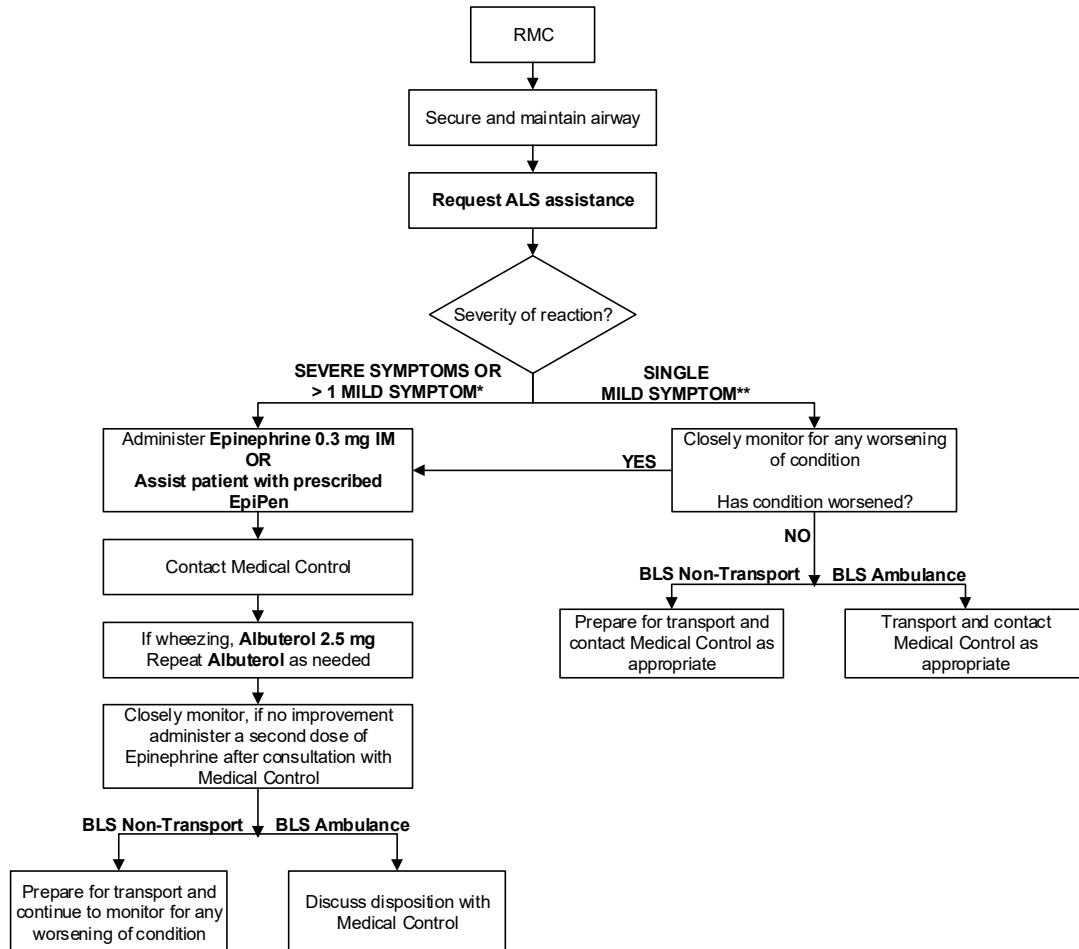 RMC
Secure and maintain airway
Request ALS assistance
Severity of reaction?
SEVERE SYMPTOMS OR
> 1 MILD SYMPTOM*
SINGLE
MILD SYMPTOM**
Administer Epinephrine 0.3 mg IM
OR
Assist patient with prescribed
EpiPen
YES
Closely monitor for any worsening
of condition
Has condition worsened?
NO
Contact Medical Control
BLS Non-Transport
BLS Ambulance
If wheezing, Albuterol 2.5 mg
Repeat Albuterol as needed
Prepare for transport and
contact Medical Control as
appropriate
Transport and contact
Medical Control as
appropriate
Closely monitor, if no improvement
administer a second dose of
Epinephrine after consultation with
Medical Control
BLS Non-Transport
BLS Ambulance
Prepare for transport and
continue to monitor for any
worsening of condition
Discuss disposition with
Medical Control